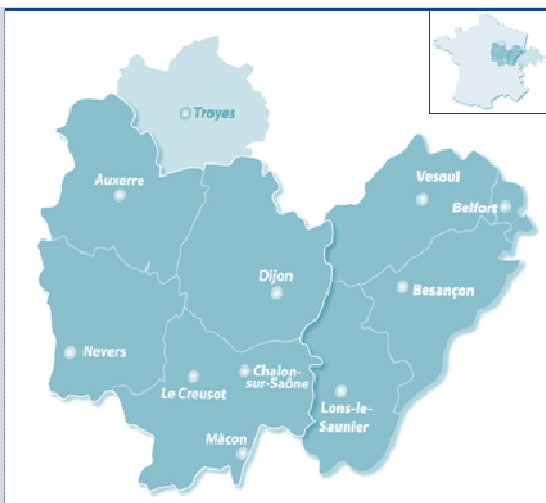 Troyes
Auxerre
Vesoul
Belfort
Dijon
Besançon
Nevers
Chalon-
sur-Saône
Le Creusot
Lons-le-
Saunier
Mâcon